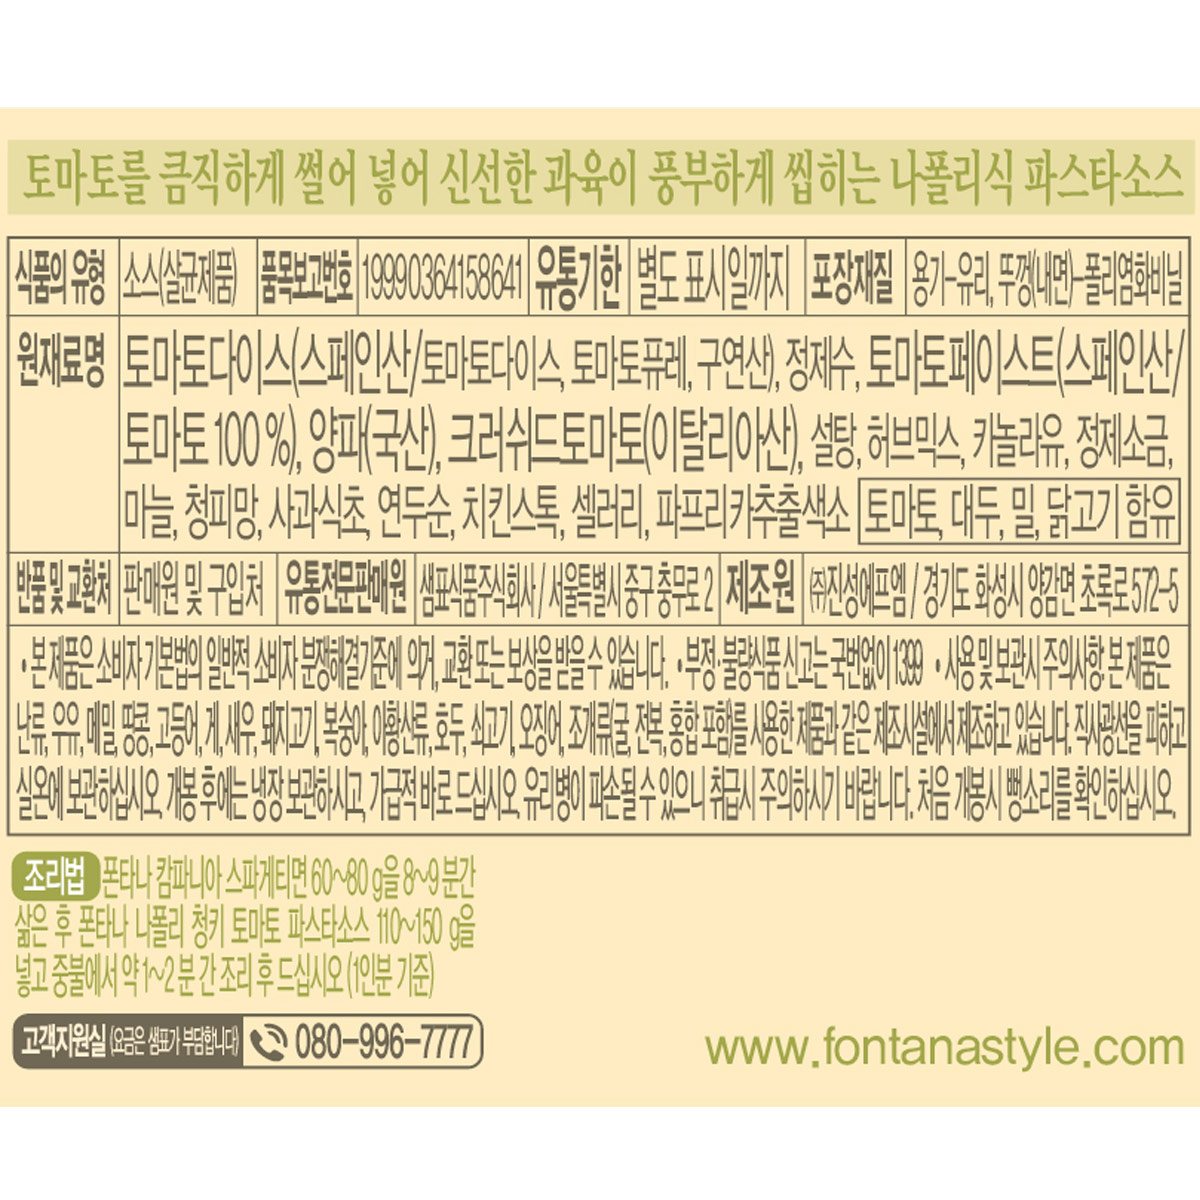 토마토를 큼직하게 썰어 넣어 신선한 과육이 풍부하게 씹히는 나폴리식 파스타소스
식품의 유형 소스(살균제품) 품목보고번호 19990364158641 유통기한 별도 표시일까지 포장재질 용기-유리, 뚜껑(내면)-폴리염화비닐
원재료명 토마토다이스(스페인산/토마토다이스, 토마토퓨레, 구연산), 정제수, 토마토페이스트(스페인산/
토마토 100 %), 양파(국산), 크러쉬드토마토(이탈리아산), 설탕, 허브믹스, 카놀라유, 정제소금,
마늘, 청피망, 사과식초, 연두순, 치킨스톡, 셀러리, 파프리카추출색소 토마토, 대두, 밀, 닭고기 함유
반품 및 교환처 판매원 및 구입처 유통전문판매원 샘표식품주식회사 / 서울특별시 중구 충무로 2 제조원 ㈜진성에프엠 / 경기도 화성시 양감면 초록로 572-5
• 본 제품은 소비자기본법의 일반적 소비자 분쟁해결기준에 의거, 교환 또는 보상을 받을 수 있습니다. • 부정·불량식품 신고는 국번없이 1399 • 사용 및 보관시 주의사항: 본 제품은
난류, 우유, 메밀, 땅콩, 고등어, 게, 새우, 돼지고기, 복숭아, 아황산류, 호두, 쇠고기, 오징어, 조개류(굴, 전복, 홍합 포함)를 사용한 제품과 같은 제조시설에서 제조하고 있습니다. 직사광선을 피하고
실온에 보관하십시오. 개봉 후에는 냉장 보관하시고, 가급적 바로 드십시오. 유리병이 파손될 수 있으니 취급시 주의하시기 바랍니다. 처음 개봉시 뻥소리를 확인하십시오.
조리법 폰타나 캄파니아 스파게티면 60~80 g을 8~9 분간
삶은 후 폰타나 나폴리 청키 토마토 파스타소스 110~150 g을
넣고 중불에서 약 1~2 분 간 조리 후 드십시오 (1인분 기준)
고객지원실 (요금은 샘표가 부담합니다) 080-996-7777
www.fontanastyle.com